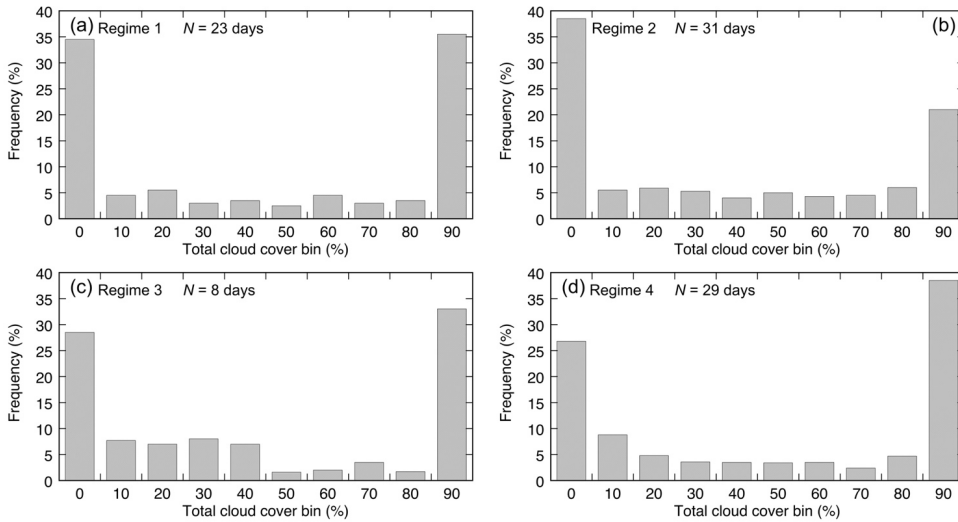 (a) Regime 1 N = 23 days
Frequency (%)
40
35
30
25
20
15
10
5
0
0 10 20 30 40 50 60 70 80 90
Total cloud cover bin (%)
Regime 2 N = 31 days (b)
Frequency (%)
40
35
30
25
20
15
10
5
0
0 10 20 30 40 50 60 70 80 90
Total cloud cover bin (%)
(c) Regime 3 N = 8 days
Frequency (%)
40
35
30
25
20
15
10
5
0
0 10 20 30 40 50 60 70 80 90
Total cloud cover bin (%)
(d) Regime 4 N = 29 days
Frequency (%)
40
35
30
25
20
15
10
5
0
0 10 20 30 40 50 60 70 80 90
Total cloud cover bin (%)